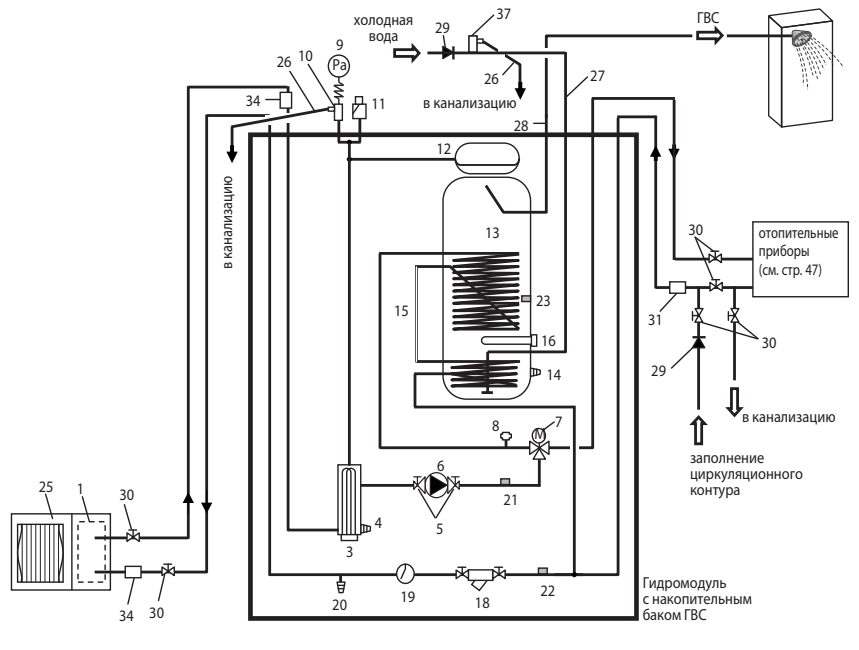 холодная
вода
29
37
ГВС
26
10
9
Pa
11
34
26
в канализацию
27
28
12
в канализацию
13
30
отопительные
приборы
(см. стр. 47)
15
23
31
16
30
14
29
в канализацию
8
7
M
заполнение
циркуляционного
контура
6
25
1
30
21
4
5
3
Гидромодуль
с накопительным
баком ГВС
34
30
20
19
18
22